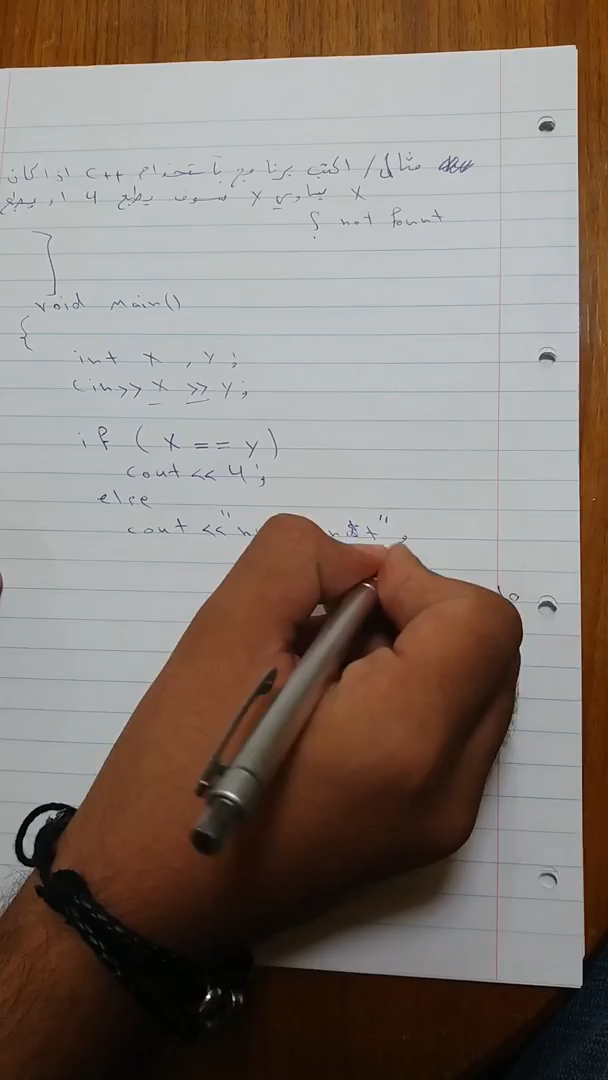 مثال/ اكتب برنامج بأستخدام C++ اذا كان
X يساوي Y سوف يطبع 4 او يطبع
not fount ؟
void main()
{
int X , Y ;
Cin>> X >> Y ;
if ( X == Y )
cout << 4 ;
else
cout << "